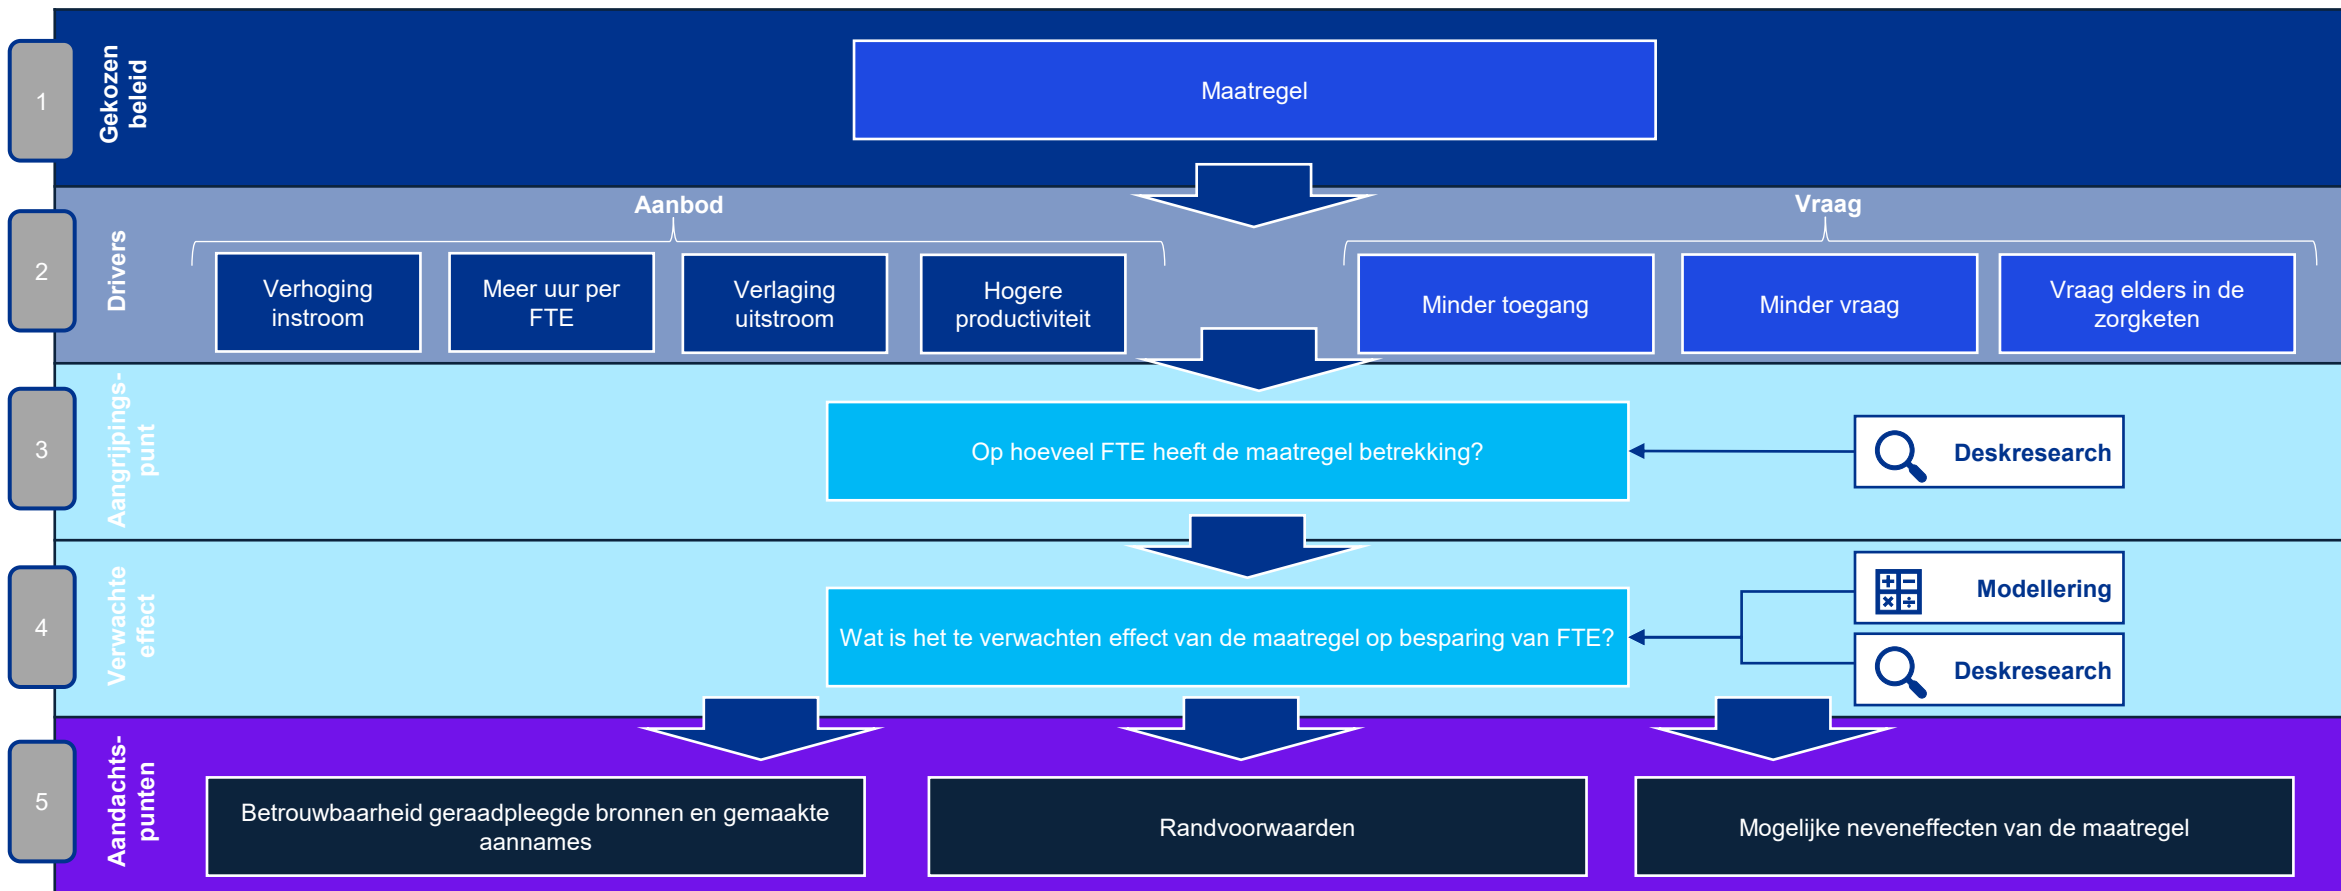 1
Gekozen
beleid
Maatregel
2
Drivers
Aanbod
Verhoging
instroom
Meer uur per
FTE
Verlaging
uitstroom
Hogere
productiviteit
Vraag
Minder toegang
Minder vraag
Vraag elders in de
zorgketen
3
Aangrijpings-
punt
Op hoeveel FTE heeft de maatregel betrekking?
Deskresearch
4
Verwachte
effect
Wat is het te verwachten effect van de maatregel op besparing van FTE?
Modellering
Deskresearch
5
Aandachts-
punten
Betrouwbaarheid geraadpleegde bronnen en gemaakte
aannames
Randvoorwaarden
Mogelijke neveneffecten van de maatregel